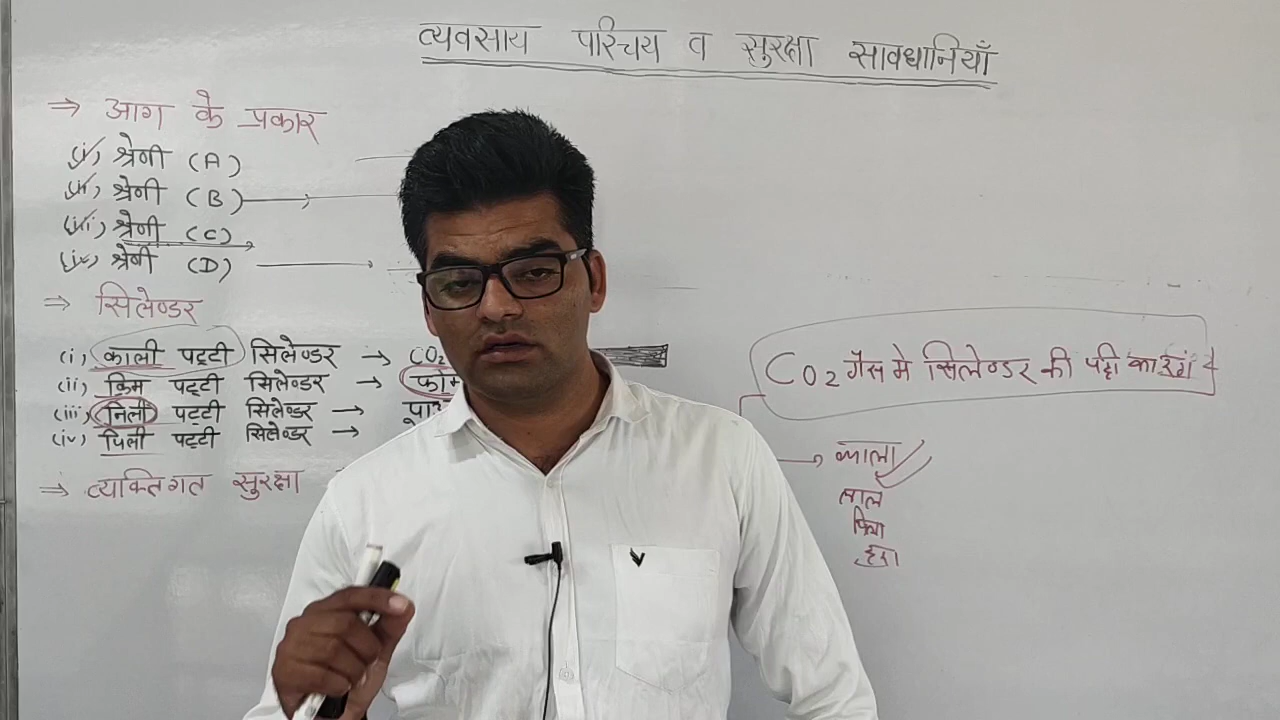 व्यवसाय परिचय व सुरक्षा सावधानियाँ
⇒ आग के प्रकार
(i) श्रेणी (A)
(ii) श्रेणी (B)
(iii) श्रेणी (C)
(iv) श्रेणी (D)
⇒ सिलेण्डर
(i) काली पट्टी सिलेण्डर → CO₂
(ii) क्रिम पट्टी सिलेण्डर → फॉम
(iii) निली पट्टी सिलेण्डर →
(iv) पिली पट्टी सिलेण्डर →
⇒ व्यक्तिगत सुरक्षा
CO₂ गैस मे सिलेण्डर की पट्टी का
काला
लाल
हरा